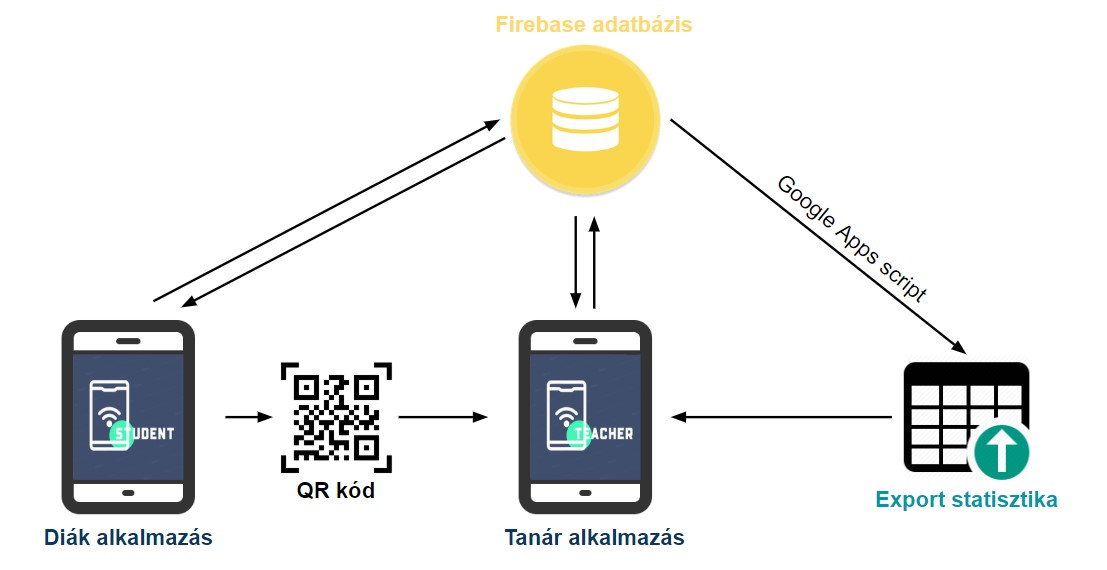 Firebase adatbázis
Google Apps script
STUDENT
TEACHER
QR kód
Export statisztika
Diák alkalmazás
Tanár alkalmazás